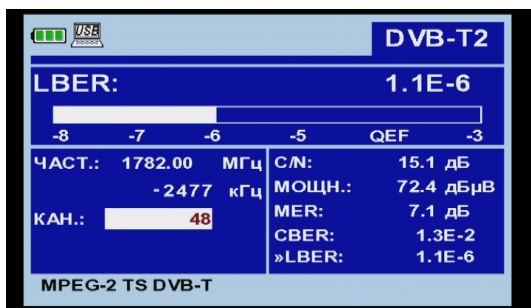 USB
DVB-T2
LBER: 1.1E-6
-8 -7 -6 -5 QEF -3
ЧАСТ.: 1782.00 МГц
-2477 кГц
КАН.: 48
C/N: 15.1 дБ
МОЩН.: 72.4 дБµВ
MER: 7.1 дБ
CBER: 1.3E-2
»LBER: 1.1E-6
MPEG-2 TS DVB-T